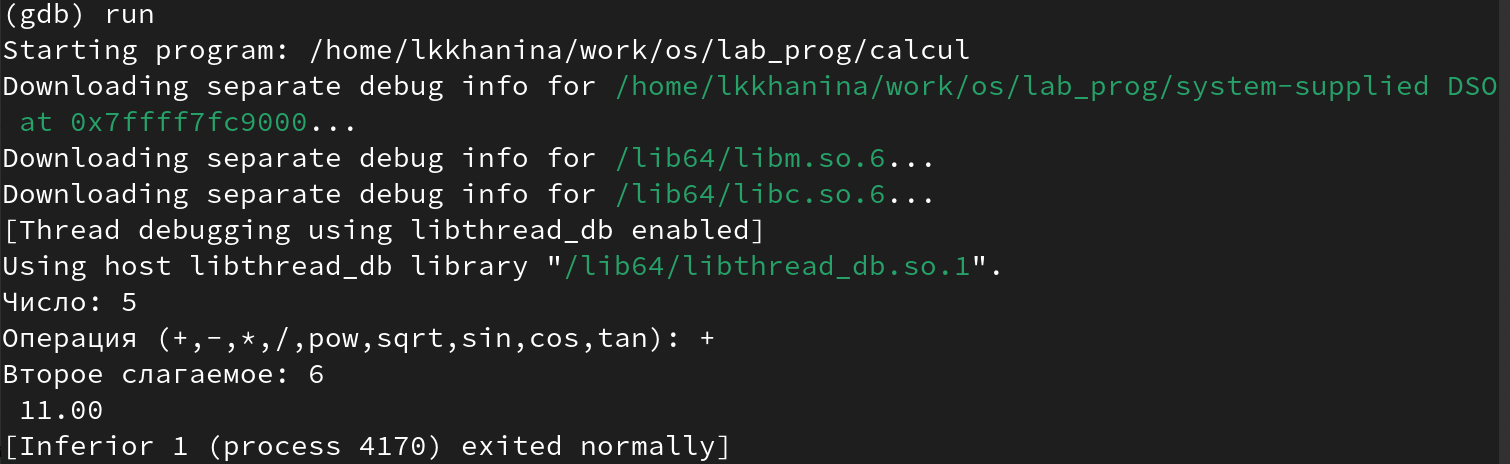 (gdb) run
Starting program: /home/lkkhanina/work/os/lab_prog/calcul
Downloading separate debug info for /home/lkkhanina/work/os/lab_prog/system-supplied DSO
 at 0x7ffff7fc9000...
Downloading separate debug info for /lib64/libm.so.6...
Downloading separate debug info for /lib64/libc.so.6...
[Thread debugging using libthread_db enabled]
Using host libthread_db library "/lib64/libthread_db.so.1".
Число: 5
Операция (+,-,*,/,pow,sqrt,sin,cos,tan): +
Второе слагаемое: 6
 11.00
[Inferior 1 (process 4170) exited normally]